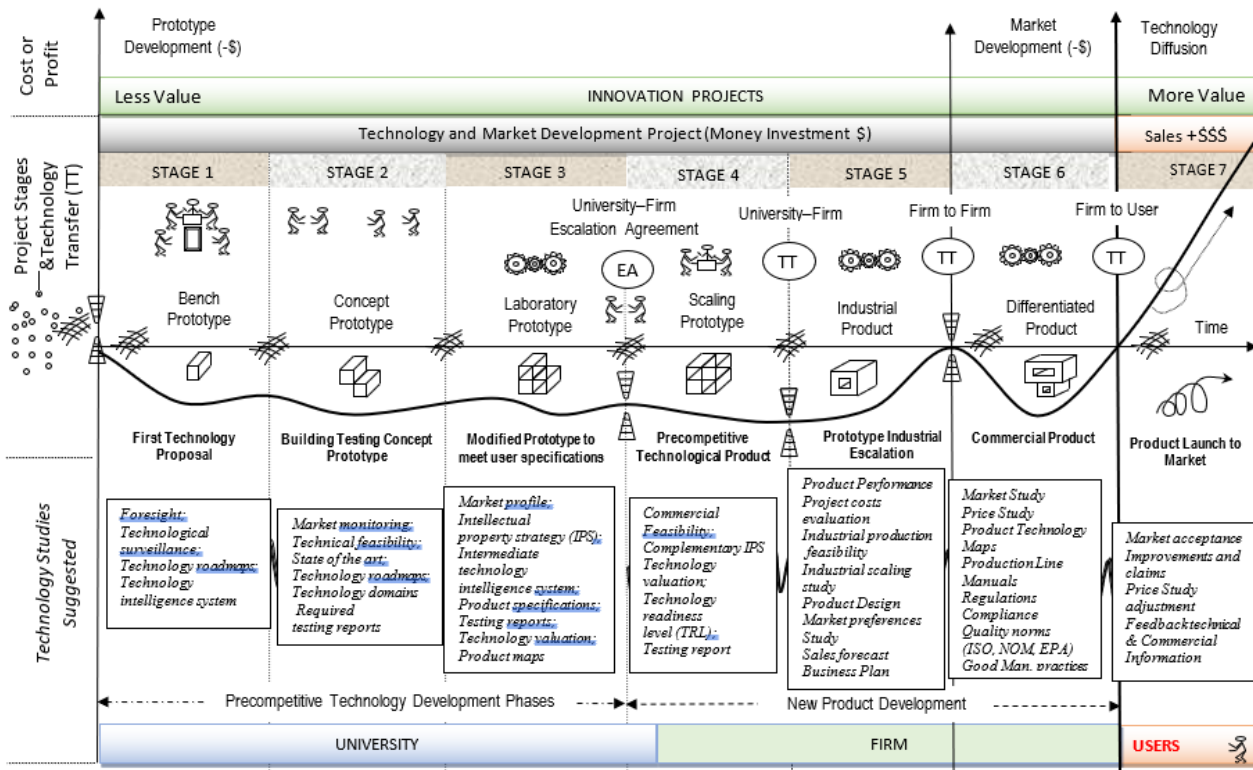 Cost or
Profit
Prototype
Development (-$)
Market
Development (-$)
Technology
Diffusion
Less Value
INNOVATION PROJECTS
More Value
Technology and Market Development Project (Money Investment $)
Sales +$$$
Project Stages
& Technology
Transfer (TT)
STAGE 1
STAGE 2
STAGE 3
STAGE 4
STAGE 5
STAGE 6
STAGE 7
University–Firm
Escalation Agreement
University–Firm
Firm to Firm
Firm to User
EA
TT
TT
TT
Bench
Prototype
Concept
Prototype
Laboratory
Prototype
Scaling
Prototype
Industrial
Product
Differentiated
Product
Time
First Technology
Proposal
Building Testing Concept
Prototype
Modified Prototype to
meet user specifications
Precompetitive
Technological Product
Prototype Industrial
Escalation
Commercial Product
Product Launch to
Market
Technology Studies
Suggested
Foresight;
Technological
surveillance;
Technology roadmaps;
Technology
intelligence system
Market monitoring;
Technical feasibility;
State of the art;
Technology roadmaps;
Technology domains
Required
testing reports
Market profile;
Intellectual
property strategy (IPS);
Intermediate
technology
intelligence system;
Product specifications;
Testing reports;
Technology valuation;
Product maps
Commercial
Feasibility;
Complementary IPS
Technology
valuation;
Technology
readiness
level (TRL);
Testing report
Product Performance
Project costs
evaluation
Industrial production
feasibility
Industrial scaling
study
Product Design
Market preferences
Study
Sales forecast
Business Plan
Market Study
Price Study
Product Technology
Maps
Production Line
Manuals
Regulations
Compliance
Quality norms
(ISO, NOM, EPA)
Good Man. practices
Market acceptance
Improvements and
claims
Price Study
adjustment
Feedback technical
& Commercial
Information
Precompetitive Technology Development Phases
New Product Development
UNIVERSITY
FIRM
USERS